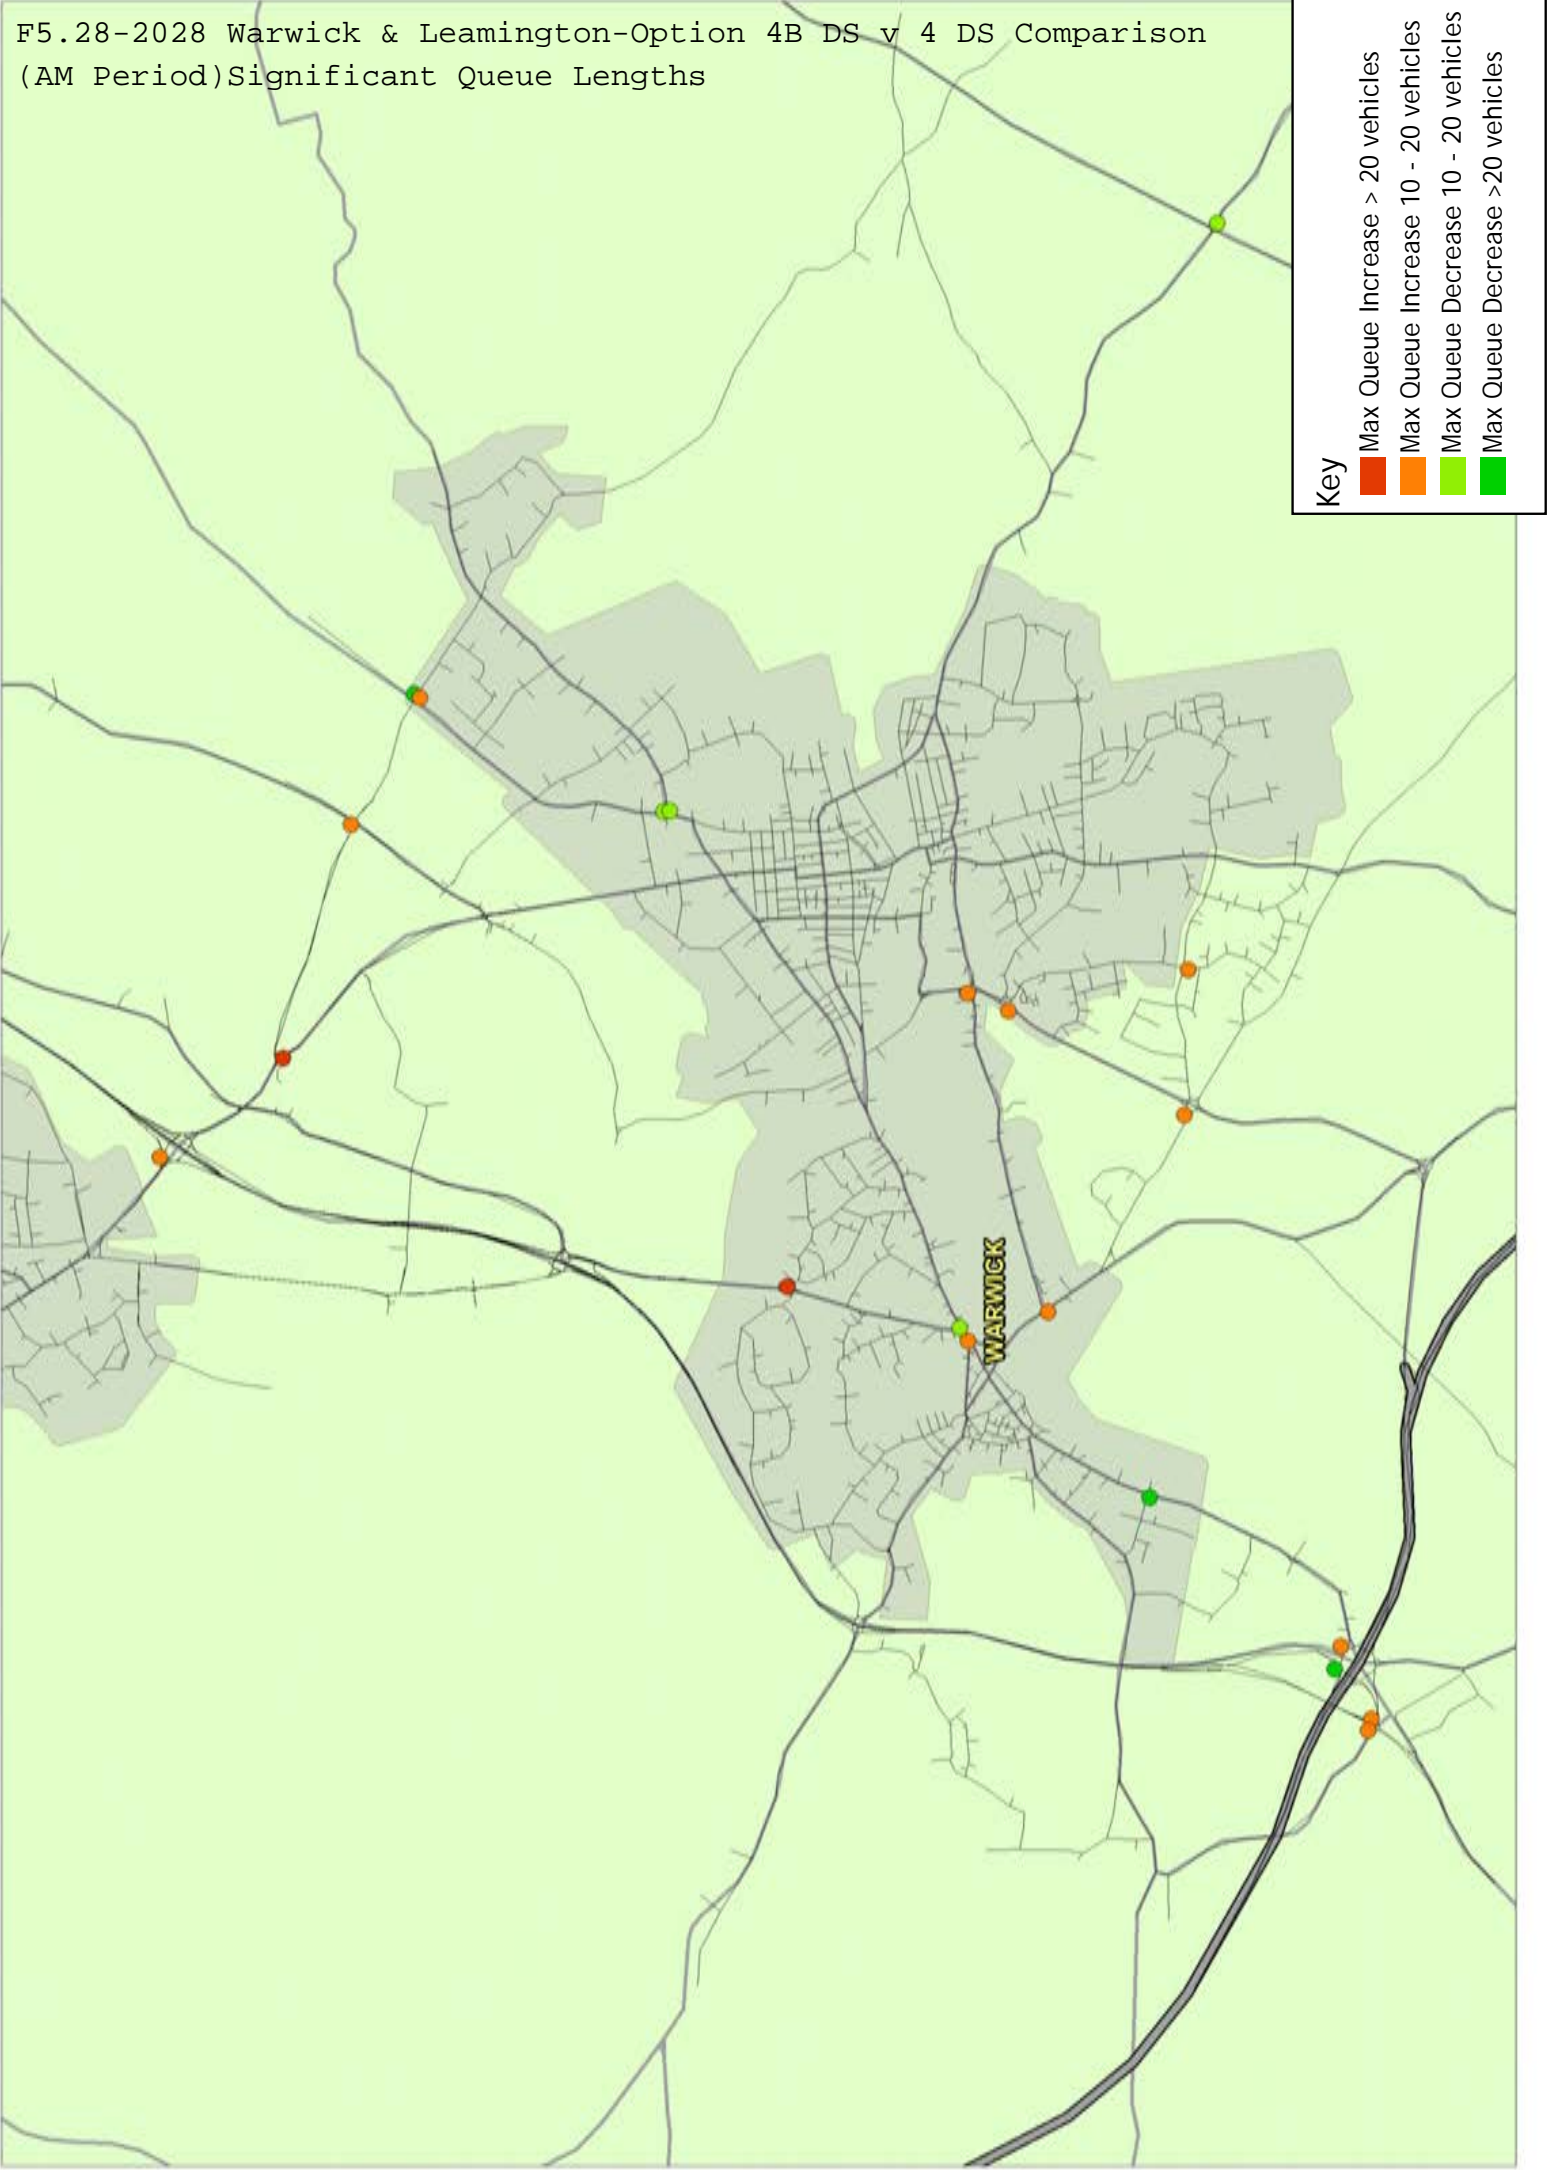 F5.28-2028 Warwick & Leamington-Option 4B DS v 4 DS Comparison
(AM Period)Significant Queue Lengths
Key
Max Queue Increase > 20 vehicles
Max Queue Increase 10 - 20 vehicles
Max Queue Decrease 10 - 20 vehicles
Max Queue Decrease >20 vehicles
WARWICK